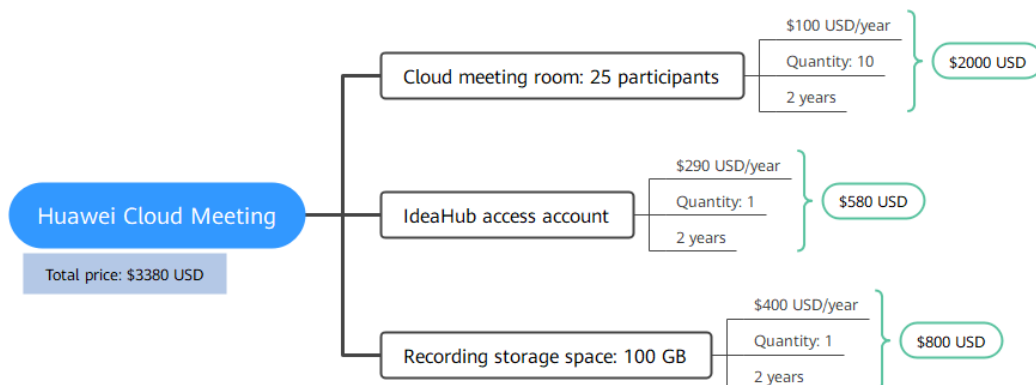 Huawei Cloud Meeting
Total price: $3380 USD
Cloud meeting room: 25 participants
$100 USD/year
Quantity: 10
2 years
$2000 USD
IdeaHub access account
$290 USD/year
Quantity: 1
2 years
$580 USD
Recording storage space: 100 GB
$400 USD/year
Quantity: 1
2 years
$800 USD